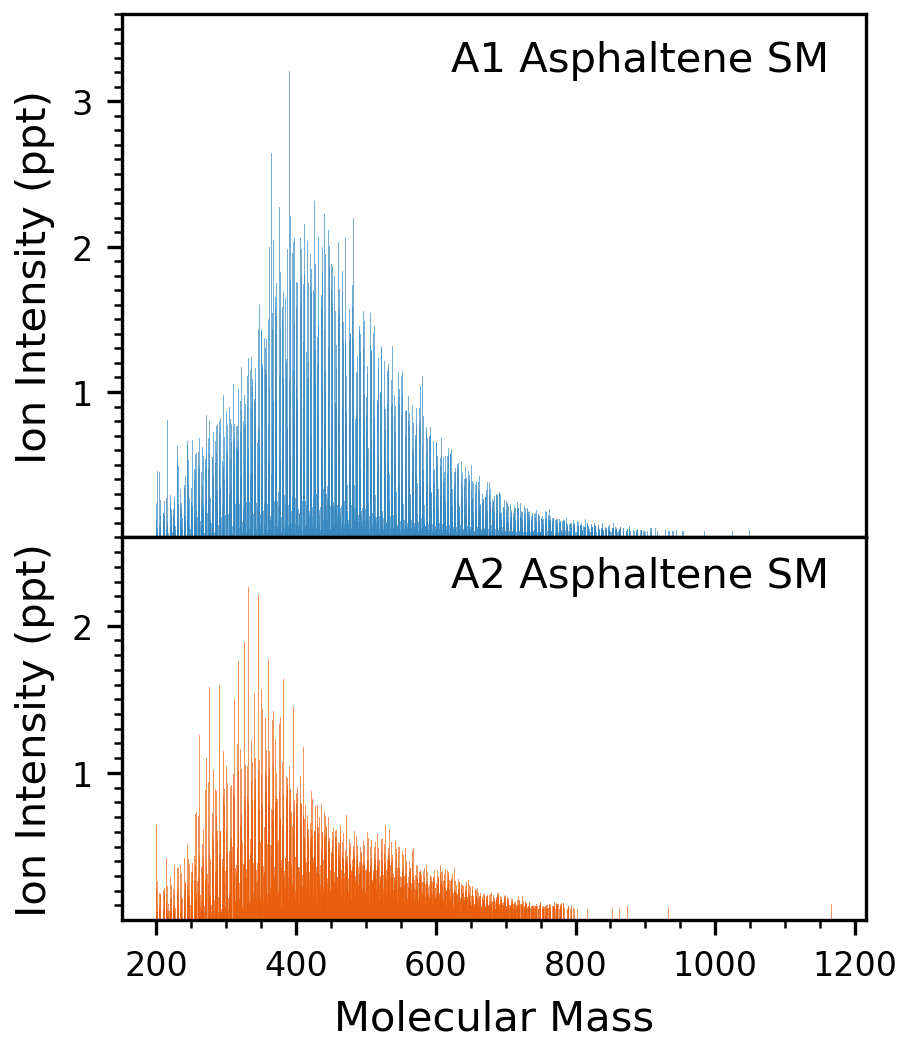 A1 Asphaltene SM
Ion Intensity (ppt)
3
2
1
A2 Asphaltene SM
Ion Intensity (ppt)
2
1
200 400 600 800 1000 1200
Molecular Mass